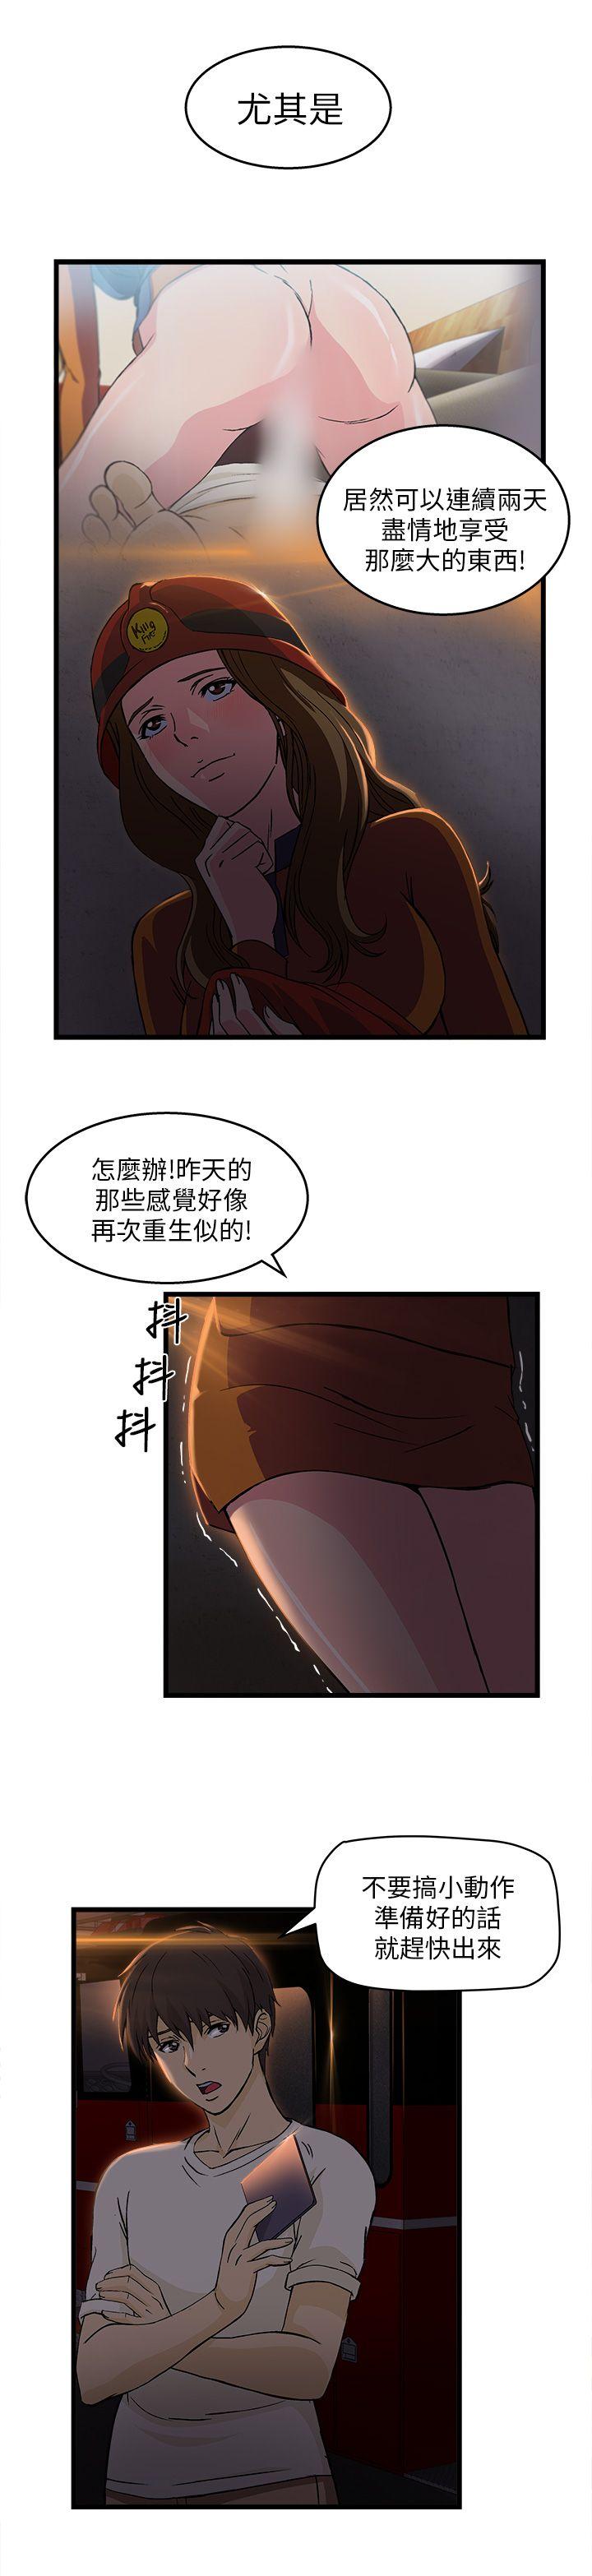 尤其是
居然可以連續兩天
盡情地享受
那麼大的東西!
King
Fire
怎麼辦!昨天的
那些感覺好像
再次重生似的!
抖
抖
抖
不要搞小動作
準備好的話
就趕快出來